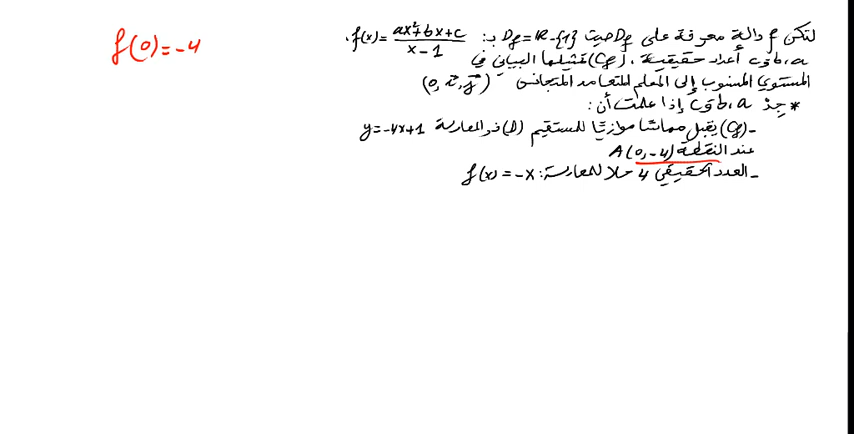 لتكن f دالة معرفة على Df حيث Df = ℝ - {1} بـ: f(x) = (ax²+bx+c)/(x-1) .
a، b و c أعداد حقيقية، (Cf) تمثيلها البياني في
المستوي المنسوب إلى المعلم المتعامد المتجانس (o, i⃗, j⃗)
* جِدْ a، b و c إذا علمت أن:
- (Cf) يقبل مماسا موازيًا للمستقيم (D) ذو المعادلة y = -4x+1
عند النقطة A(0,-4)
- العدد الحقيقي 4 حلا للمعادلة: f(x) = -x
f(0) = -4